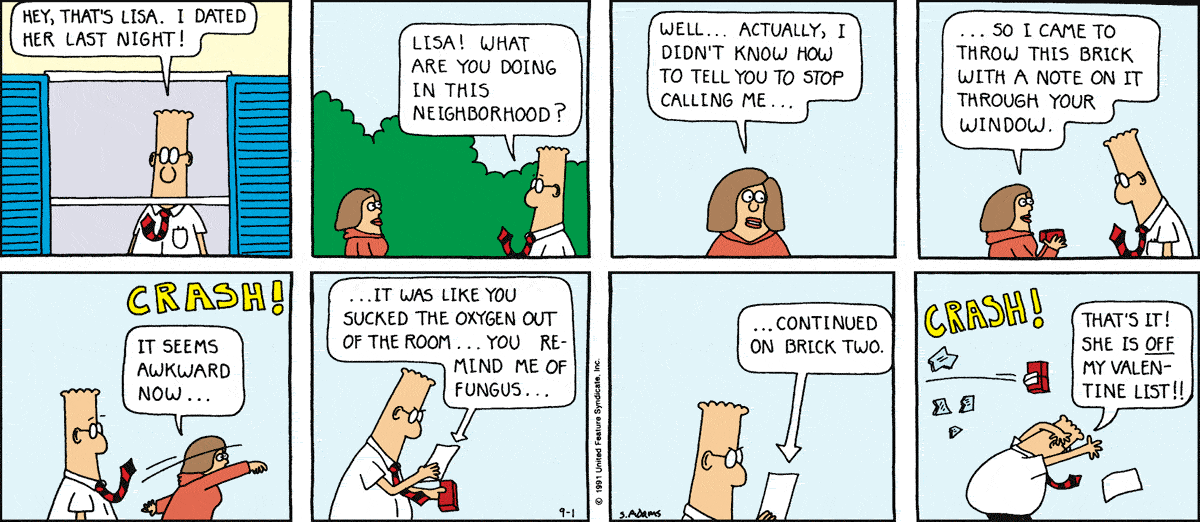 HEY, THAT'S LISA. I DATED
HER LAST NIGHT!
LISA! WHAT
ARE YOU DOING
IN THIS
NEIGHBORHOOD?
WELL... ACTUALLY, I
DIDN'T KNOW HOW
TO TELL YOU TO STOP
CALLING ME...
...SO I CAME TO
THROW THIS BRICK
WITH A NOTE ON IT
THROUGH YOUR
WINDOW.
CRASH!
IT SEEMS
AWKWARD
NOW...
...IT WAS LIKE YOU
SUCKED THE OXYGEN OUT
OF THE ROOM... YOU RE-
MIND ME OF
FUNGUS...
9-1
© 1991 United Feature Syndicate, Inc.
...CONTINUED
ON BRICK TWO.
S. ADAMS
CRASH!
THAT'S IT!
SHE IS OFF
MY VALEN-
TINE LIST!!